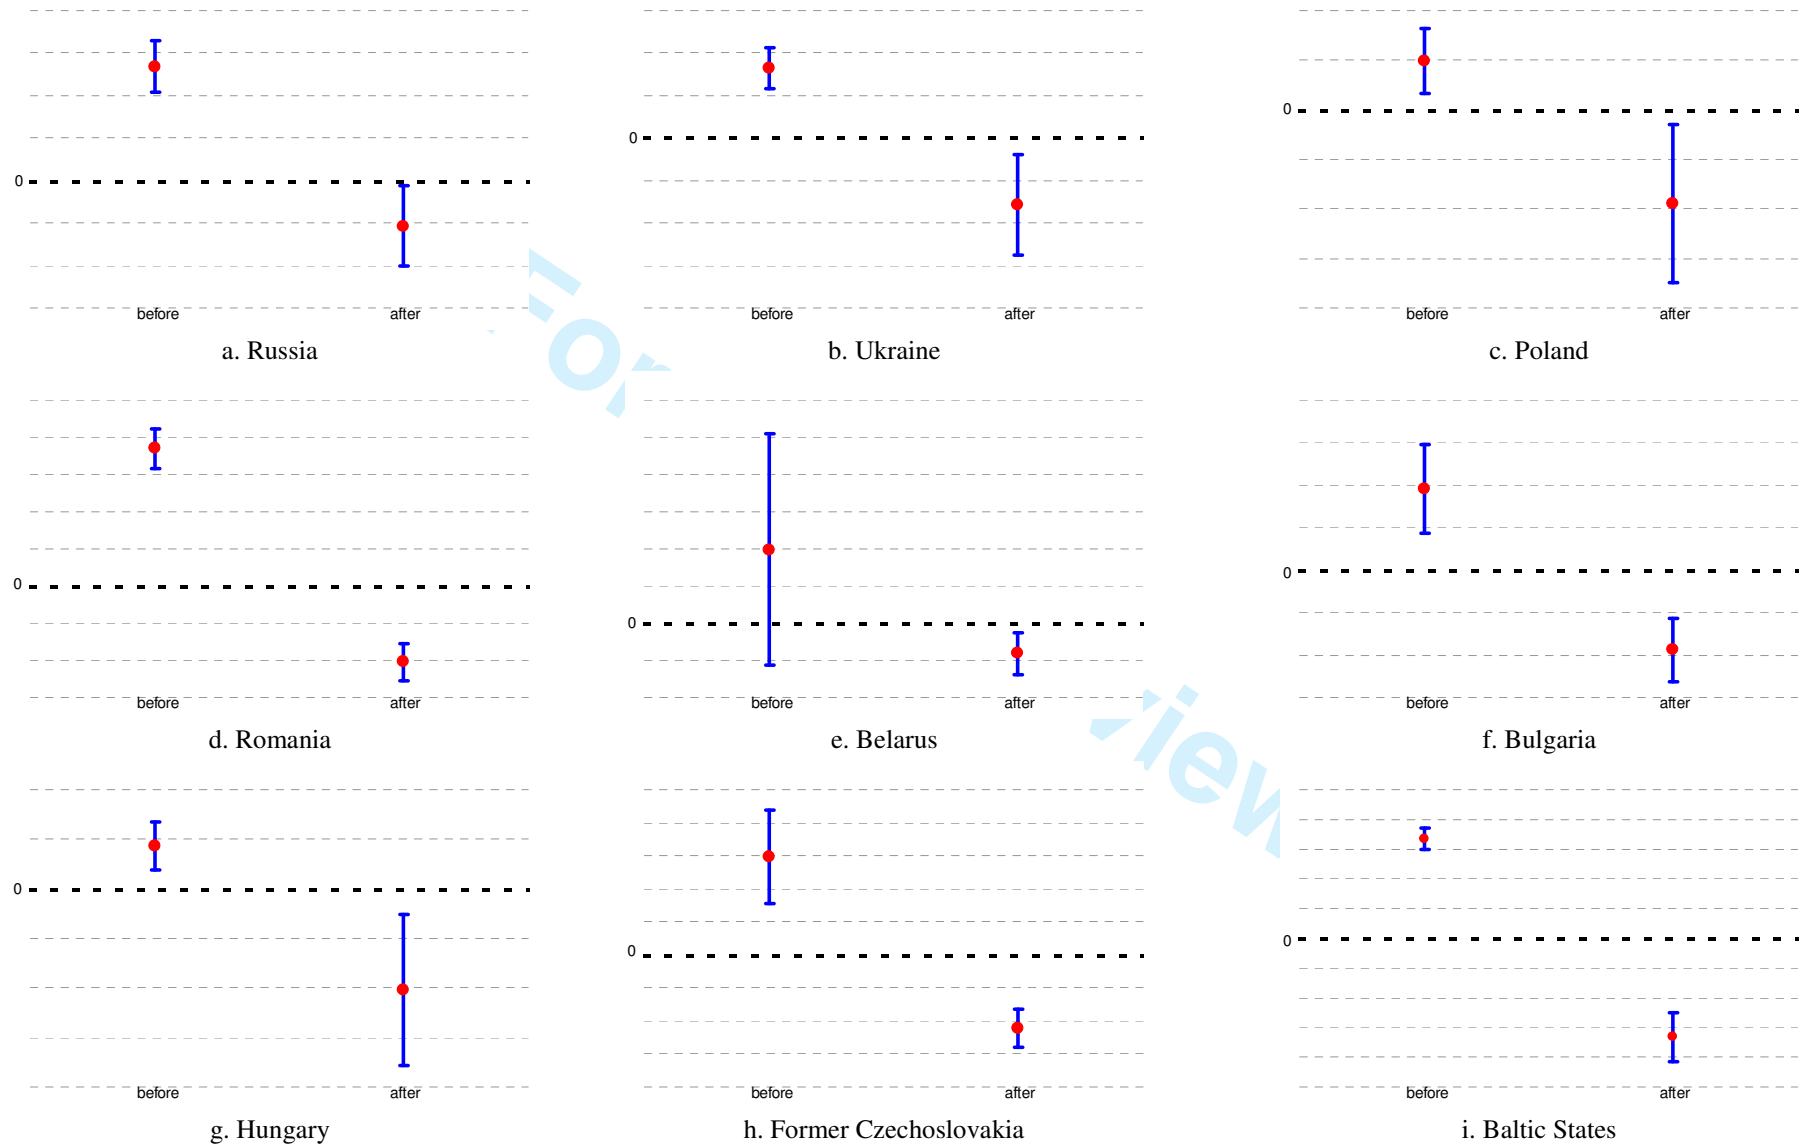 0
before after
a. Russia
0
before after
b. Ukraine
0
before after
c. Poland
0
before after
d. Romania
0
before after
e. Belarus
0
before after
f. Bulgaria
0
before after
g. Hungary
0
before after
h. Former Czechoslovakia
0
before after
i. Baltic States
For
view